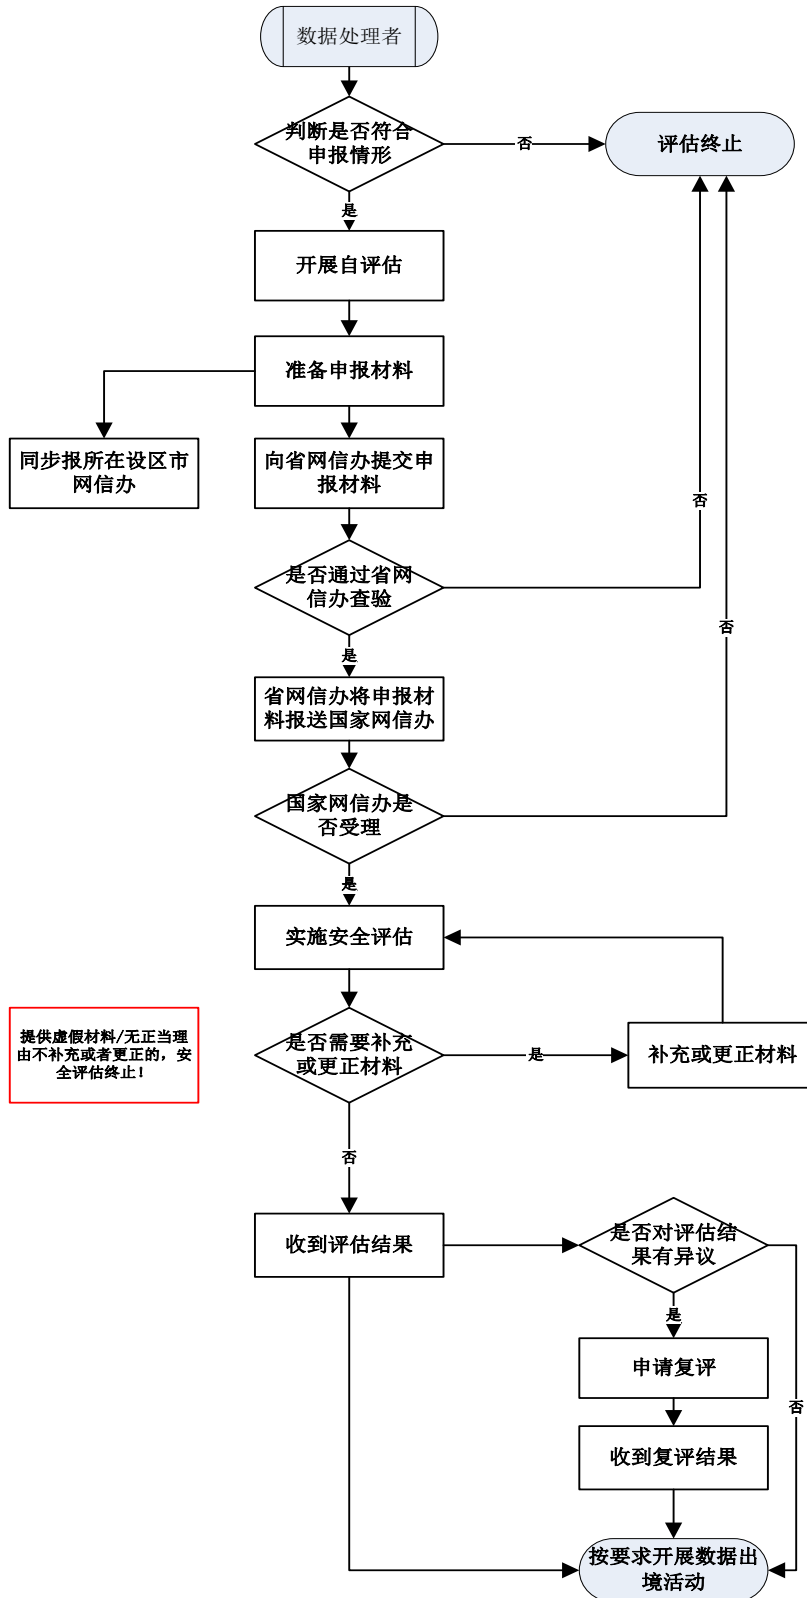 数据处理者
判断是否符合
申报情形
否
评估终止
是
开展自评估
准备申报材料
同步报所在设区市
网信办
向省网信办提交申
报材料
否
是否通过省网
信办查验
否
是
省网信办将申报材
料报送国家网信办
国家网信办是
否受理
是
实施安全评估
提供虚假材料/无正当理
由不补充或者更正的，安
全评估终止！
是否需要补充
或更正材料
是
补充或更正材料
否
收到评估结果
是否对评估结
果有异议
是
申请复评
否
收到复评结果
按要求开展数据出
境活动